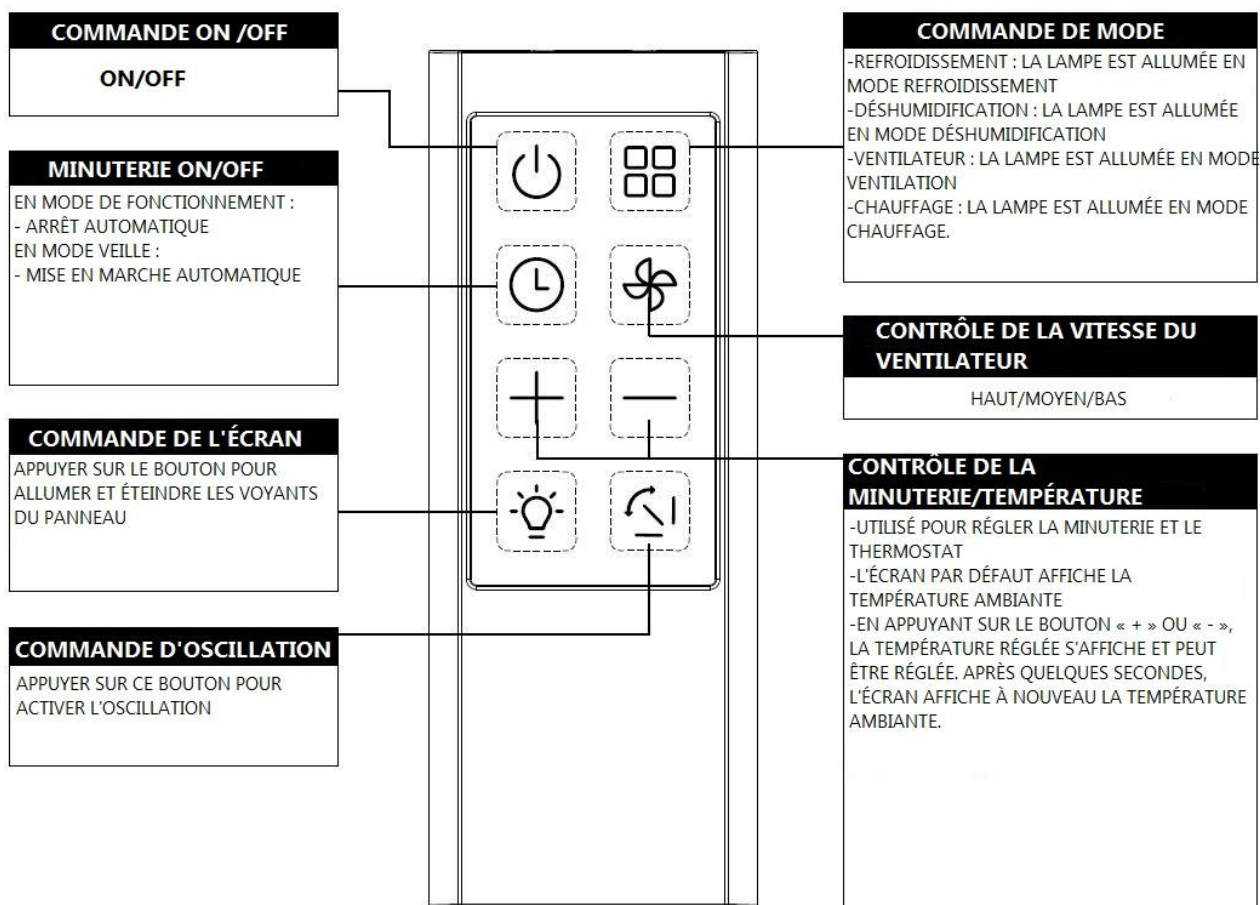 COMMANDE ON /OFF
ON/OFF
MINUTERIE ON/OFF
EN MODE DE FONCTIONNEMENT :
- ARRÊT AUTOMATIQUE
EN MODE VEILLE :
- MISE EN MARCHE AUTOMATIQUE
COMMANDE DE L'ÉCRAN
APPUYER SUR LE BOUTON POUR
ALLUMER ET ÉTEINDRE LES VOYANTS
DU PANNEAU
COMMANDE D'OSCILLATION
APPUYER SUR CE BOUTON POUR
ACTIVER L'OSCILLATION
COMMANDE DE MODE
-REFROIDISSEMENT : LA LAMPE EST ALLUMÉE EN
MODE REFROIDISSEMENT
-DÉSHUMIDIFICATION : LA LAMPE EST ALLUMÉE
EN MODE DÉSHUMIDIFICATION
-VENTILATEUR : LA LAMPE EST ALLUMÉE EN MODE
VENTILATION
-CHAUFFAGE : LA LAMPE EST ALLUMÉE EN MODE
CHAUFFAGE.
CONTRÔLE DE LA VITESSE DU
VENTILATEUR
HAUT/MOYEN/BAS
CONTRÔLE DE LA
MINUTERIE/TEMPÉRATURE
-UTILISÉ POUR RÉGLER LA MINUTERIE ET LE
THERMOSTAT
-L'ÉCRAN PAR DÉFAUT AFFICHE LA
TEMPÉRATURE AMBIANTE
-EN APPUYANT SUR LE BOUTON « + » OU « - »,
LA TEMPÉRATURE RÉGLÉE S'AFFICHE ET PEUT
ÊTRE RÉGLÉE. APRÈS QUELQUES SECONDES,
L'ÉCRAN AFFICHE À NOUVEAU LA TEMPÉRATURE
AMBIANTE.